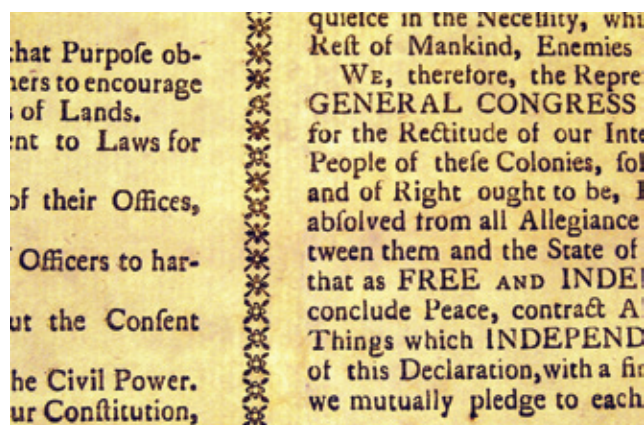 that Purpoſe ob-
ners to encourage
s of Lands.
ent to Laws for
of their Offices,
Officers to har-
ut the Conſent
he Civil Power.
ur Conſtitution,
quieſce in the Neceſſity, whi
Reſt of Mankind, Enemies
WE, therefore, the Repre
GENERAL CONGRESS
for the Rectitude of our Inte
People of theſe Colonies, ſol
and of Right ought to be,
abſolved from all Allegiance
tween them and the State of
that as FREE AND INDE
conclude Peace, contract A
Things which INDEPEND
of this Declaration, with a fir
we mutually pledge to each